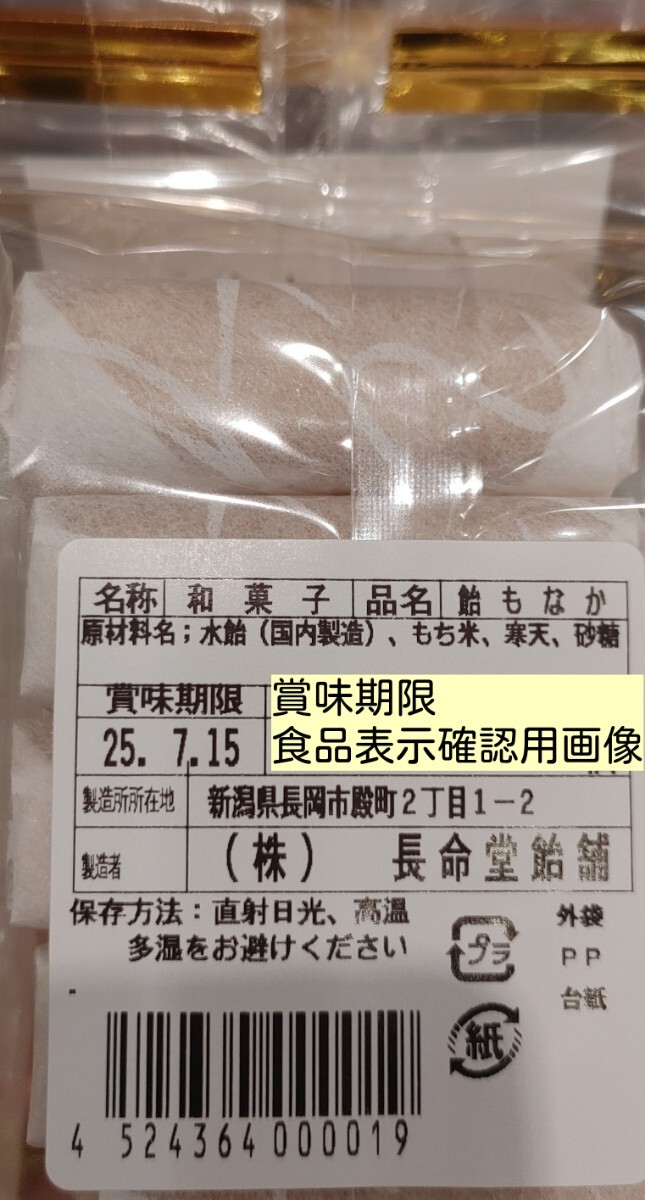 名称 和菓子 品名 飴もなか
原材料名；水飴（国内製造）、もち米、寒天、砂糖
賞味期限
25. 7.15
賞味期限
食品表示確認用画像
製造所所在地 新潟県長岡市殿町２丁目１－２
製造者 （株） 長命堂飴舗
保存方法：直射日光、高温
多湿をお避けください
プラ
外袋
ＰＰ
台紙
紙
4 524364 000019